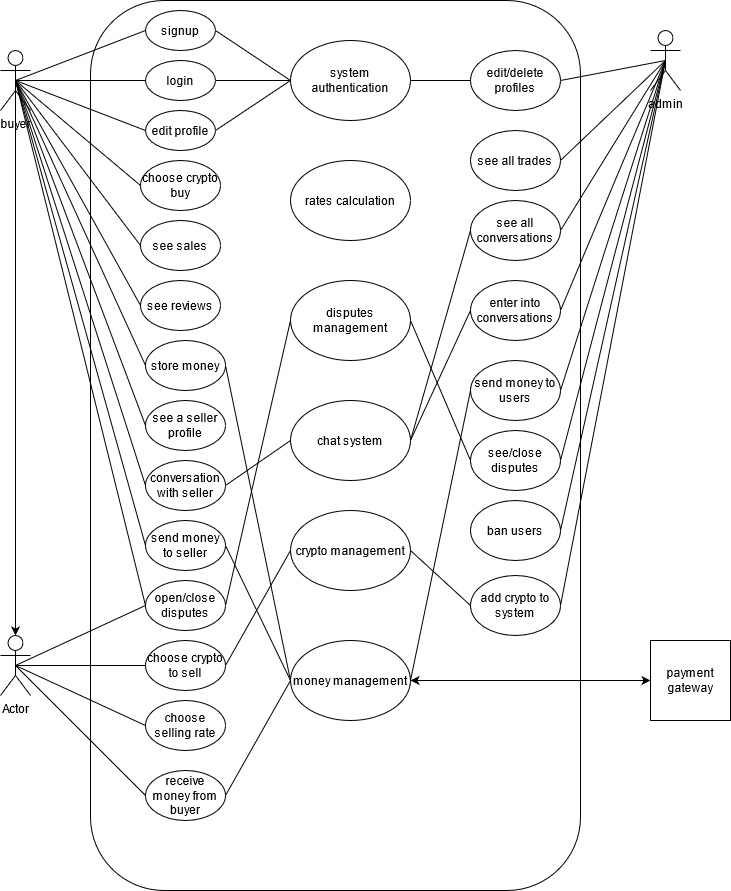 signup
login
edit profile
choose crypto
buy
see sales
see reviews
store money
see a seller
profile
conversation
with seller
send money
to seller
open/close
disputes
choose crypto
to sell
choose
selling rate
receive
money from
buyer
buyer
Actor
system
authentication
rates calculation
disputes
management
chat system
crypto management
money management
edit/delete
profiles
see all trades
see all
conversations
enter into
conversations
send money to
users
see/close
disputes
ban users
add crypto to
system
admin
payment
gateway